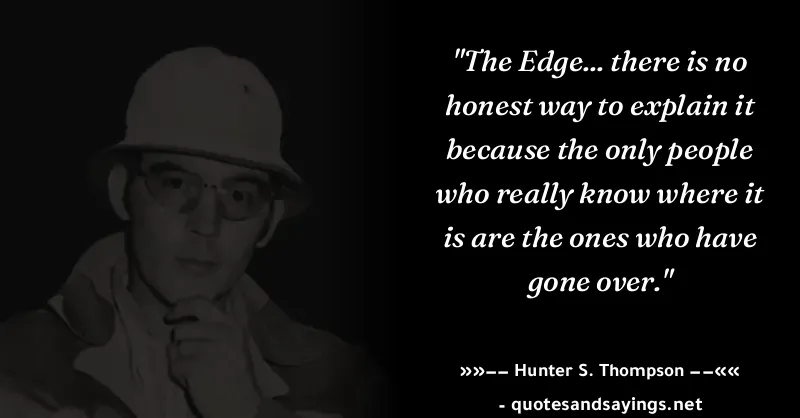 "The Edge... there is no
honest way to explain it
because the only people
who really know where it
is are the ones who have
gone over."
»»−− Hunter S. Thompson −−««
- quotesandsayings.net